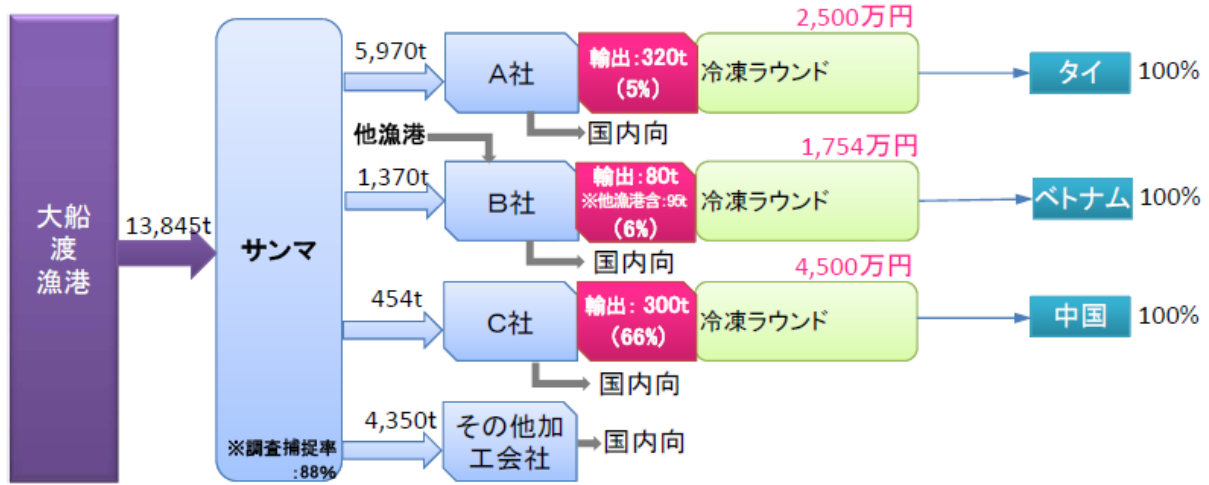 大船
渡
漁港
13,845t
サンマ
※調査捕捉率
:88%
5,970t
A社
輸出:320t
(5%)
2,500万円
冷凍ラウンド
タイ
100%
国内向
他漁港
1,370t
B社
輸出:80t
※他漁港含:95t
(6%)
1,754万円
冷凍ラウンド
ベトナム
100%
国内向
454t
C社
輸出: 300t
(66%)
4,500万円
冷凍ラウンド
中国
100%
国内向
4,350t
その他加
工会社
国内向